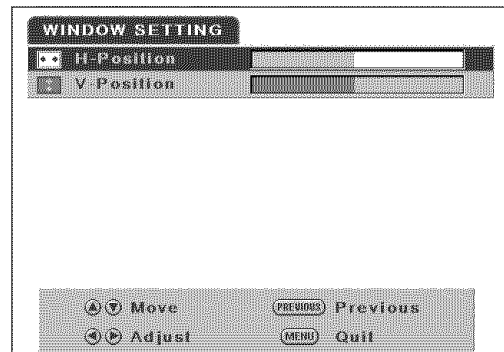 WINDOW SETTING
H-Position
V-Position
Move
PREVIOUS Previous
Adjust
MENU Quit